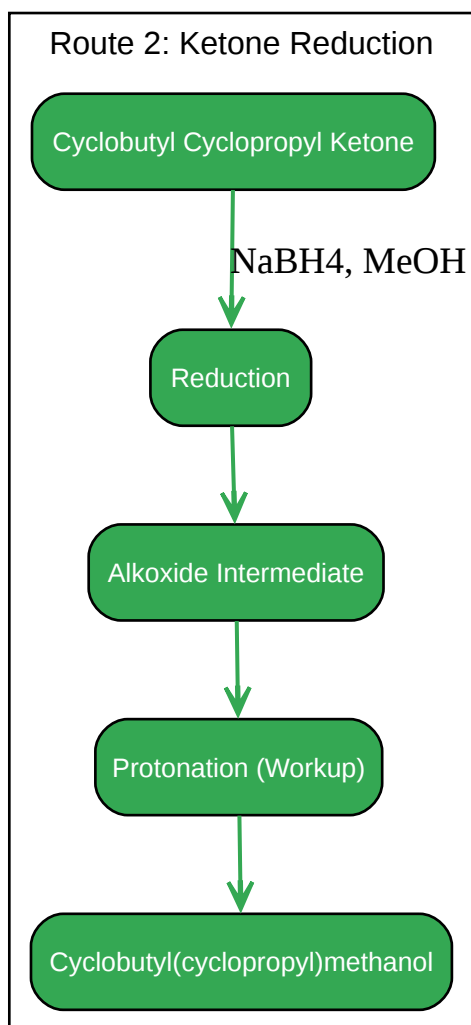 Route 2: Ketone Reduction
Cyclobutyl Cyclopropyl Ketone
NaBH4, MeOH
Reduction
Alkoxide Intermediate
Protonation (Workup)
Cyclobutyl(cyclopropyl)methanol